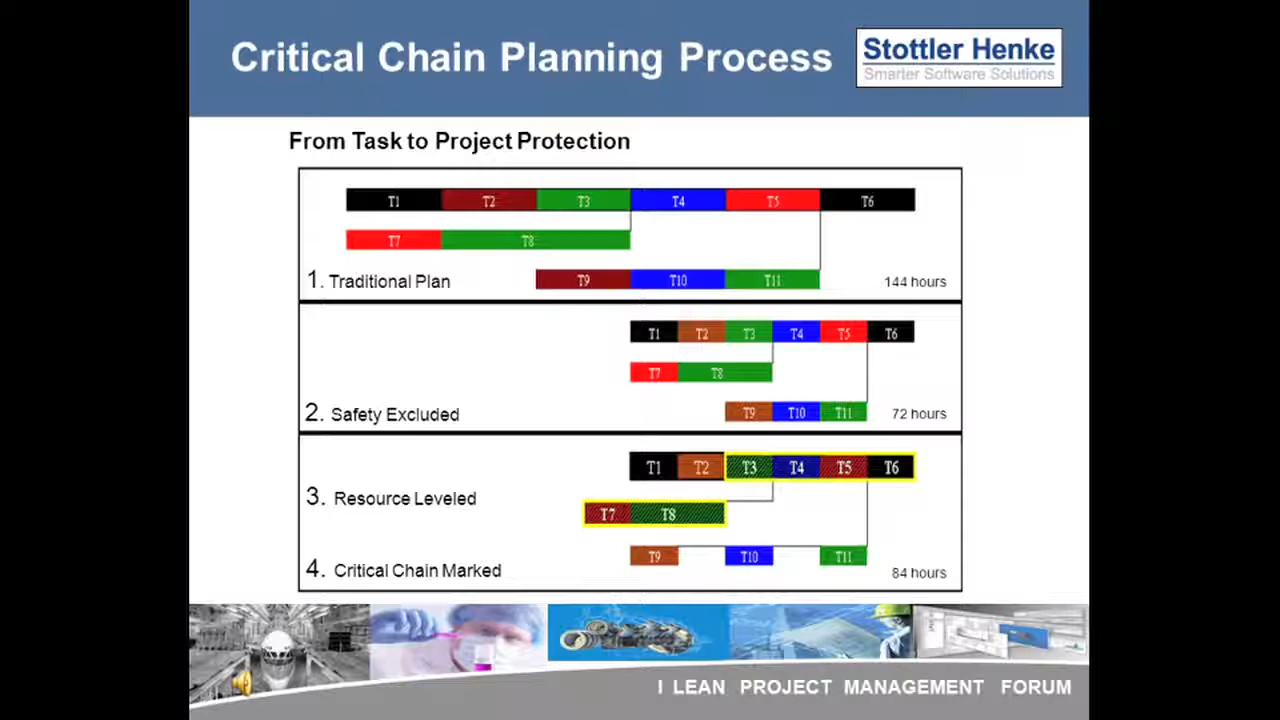 Critical Chain Planning Process
Stottler Henke
Smarter Software Solutions
From Task to Project Protection
T1 T2 T3 T4 T5 T6
T7 T8
T9 T10 T11
1. Traditional Plan
144 hours
T1 T2 T3 T4 T5 T6
T7 T8
T9 T10 T11
2. Safety Excluded
72 hours
T1 T2 T3 T4 T5 T6
3. Resource Leveled
T7 T8
T9 T10 T11
4. Critical Chain Marked
84 hours
I LEAN PROJECT MANAGEMENT FORUM